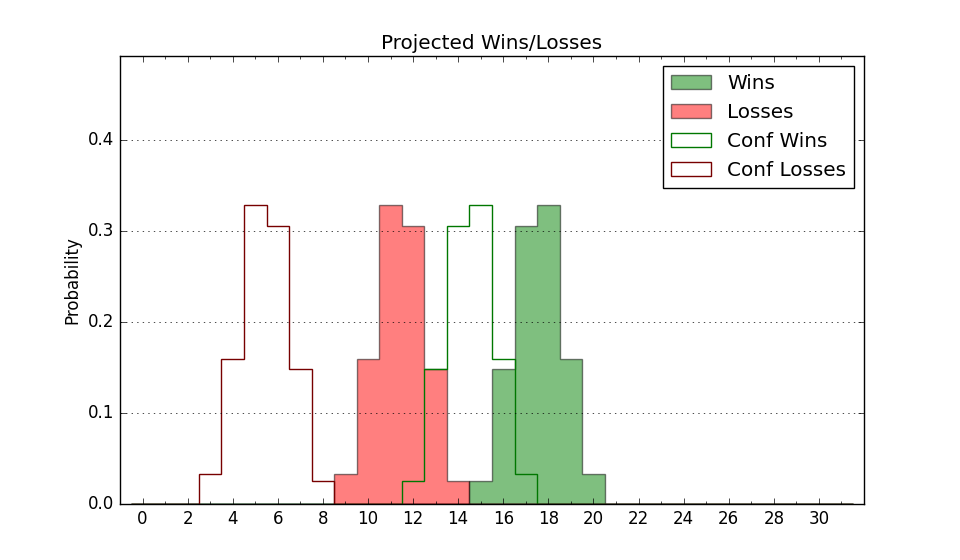 Projected Wins/Losses
Wins
Losses
Conf Wins
Conf Losses
Probability
0.4
0.3
0.2
0.1
0.0
0 2 4 6 8 10 12 14 16 18 20 22 24 26 28 30